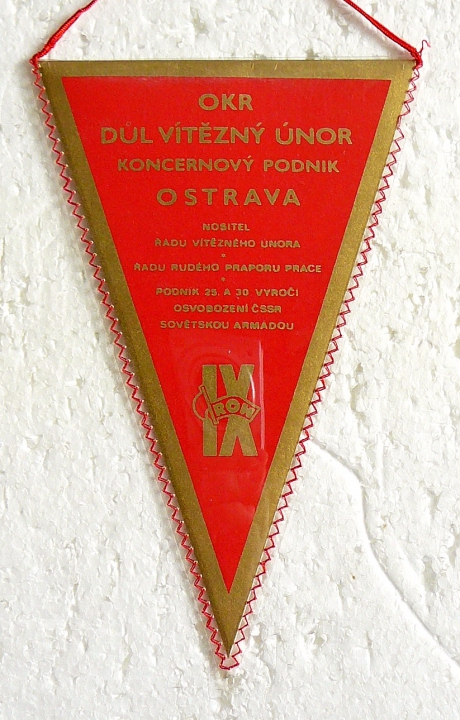 OKR
DŮL VÍTĚZNÝ ÚNOR
KONCERNOVÝ PODNIK
OSTRAVA
NOSITEL
ŘÁDU VÍTĚZNÉHO ÚNORA
*
ŘÁDU RUDÉHO PRAPORU PRÁCE
*
PODNIK 25. A 30. VÝROČÍ
OSVOBOZENÍ ČSSR
SOVĚTSKOU ARMÁDOU
IX
ROH
IX